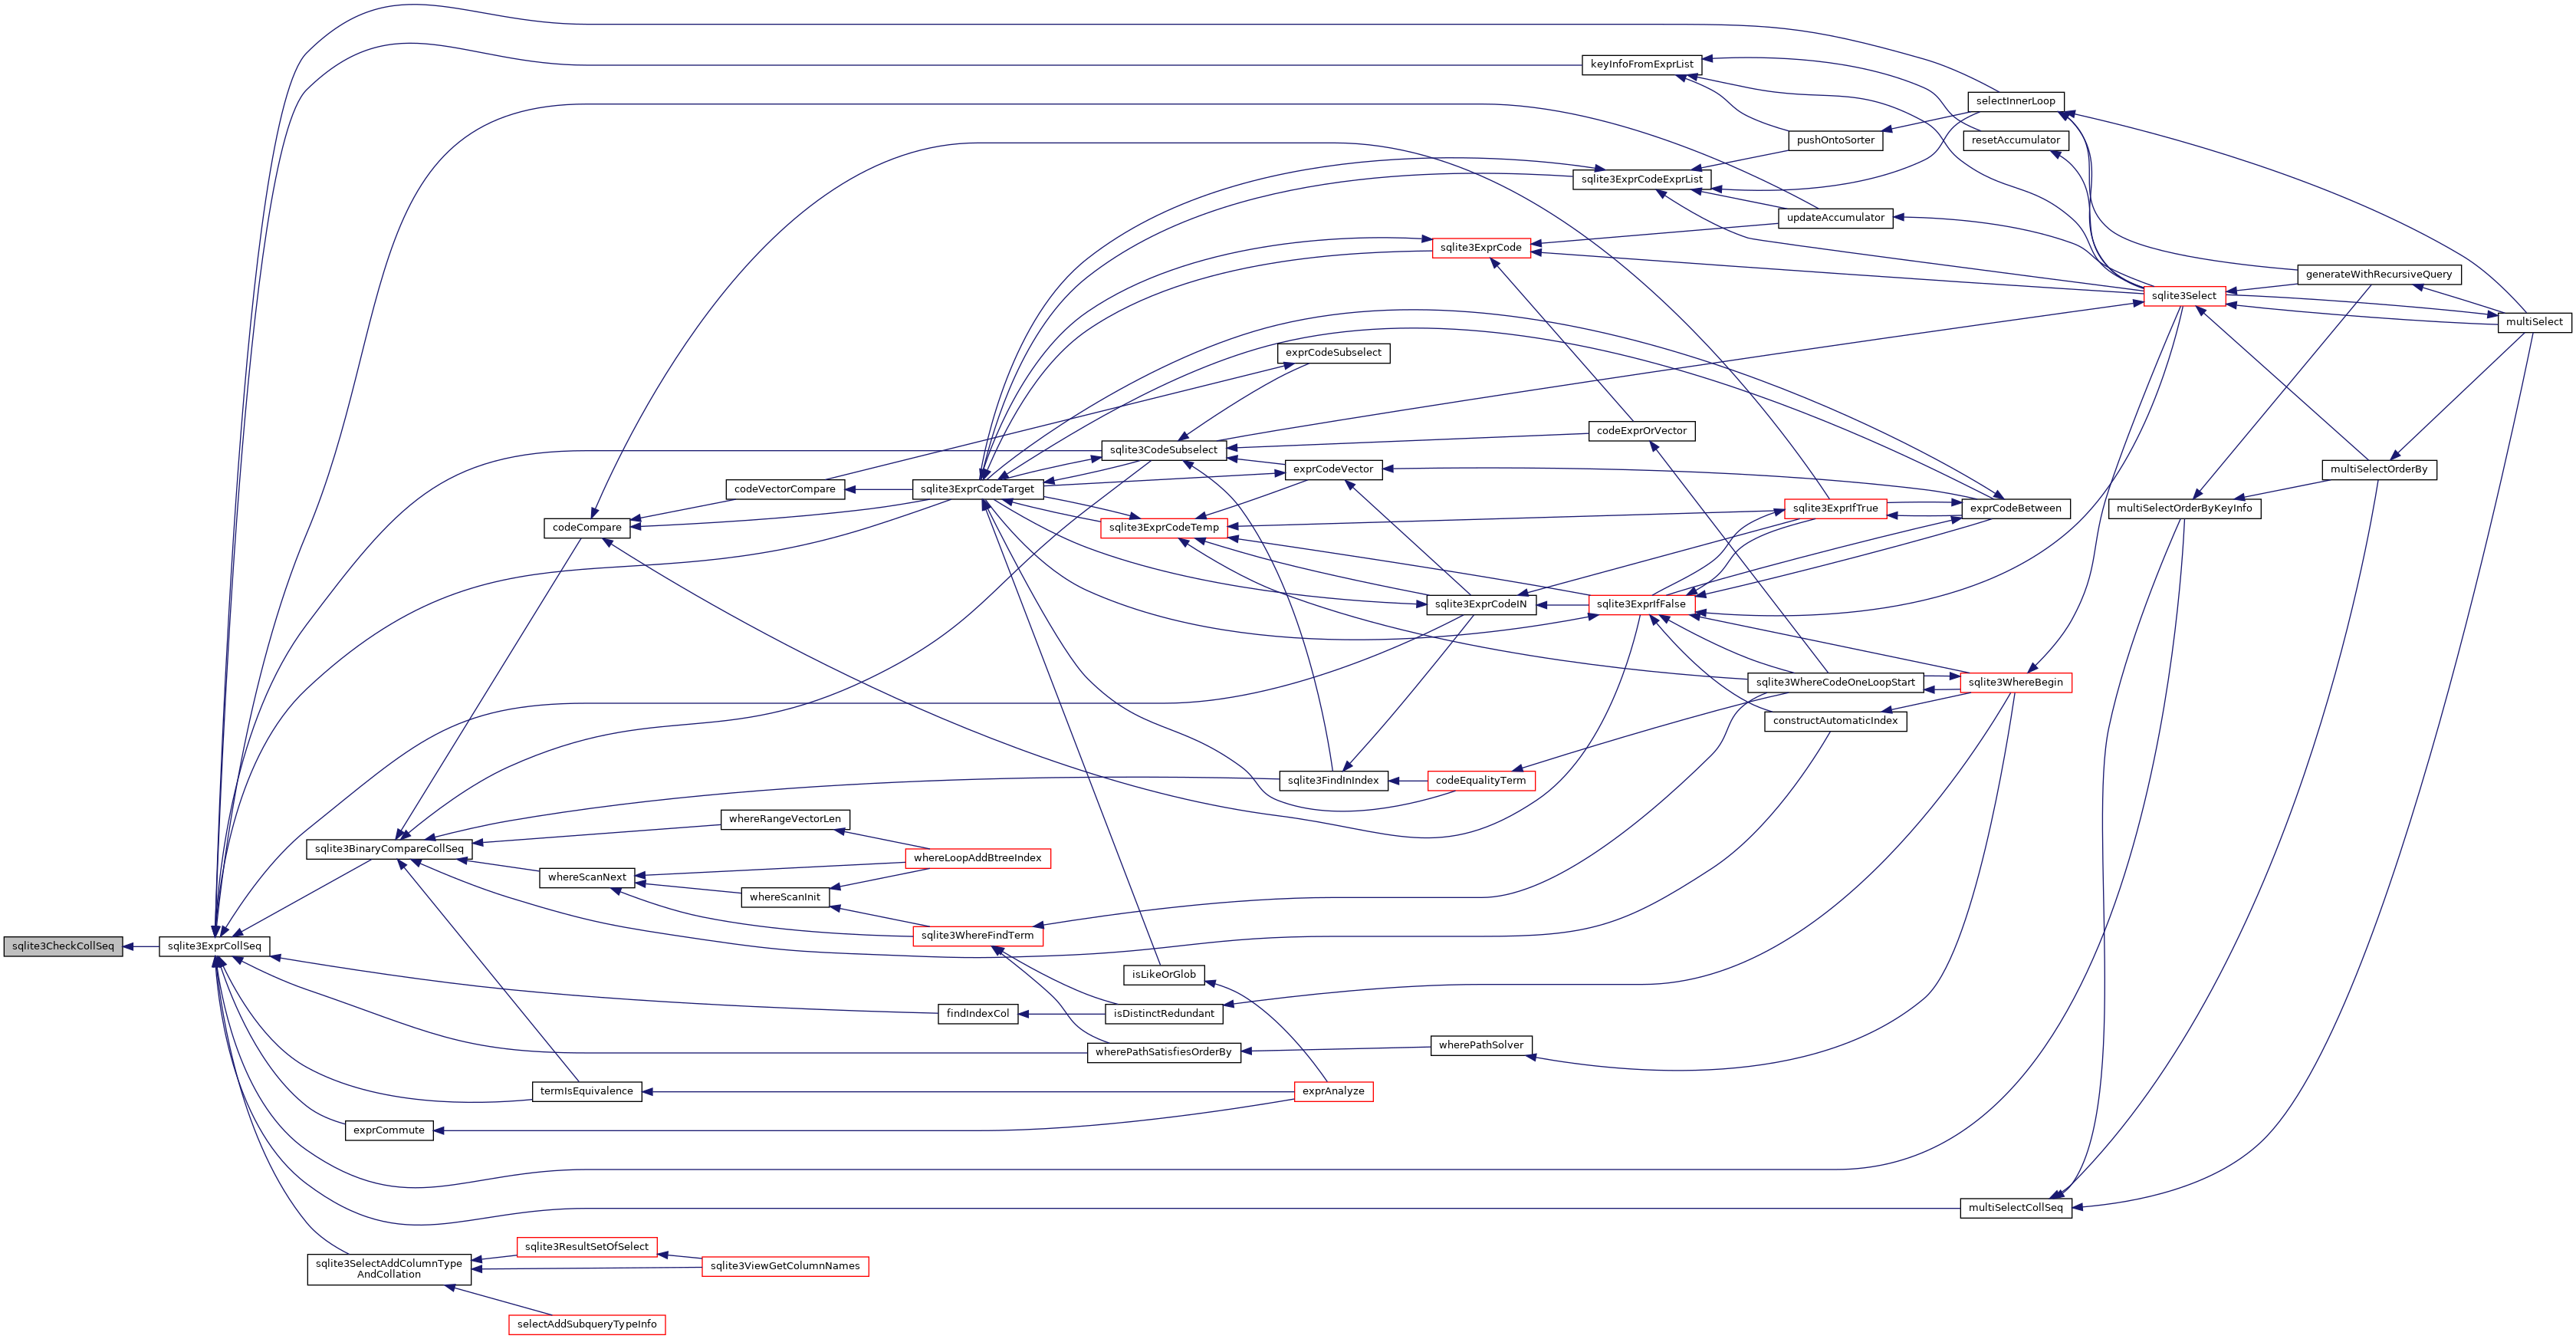 keyInfoFromExprList
selectInnerLoop
pushOntoSorter
resetAccumulator
sqlite3ExprCodeExprList
updateAccumulator
sqlite3ExprCode
generateWithRecursiveQuery
sqlite3Select
multiSelect
exprCodeSubselect
codeExprOrVector
sqlite3CodeSubselect
exprCodeVector
multiSelectOrderBy
codeVectorCompare
sqlite3ExprCodeTarget
sqlite3ExprIfTrue
exprCodeBetween
multiSelectOrderByKeyInfo
codeCompare
sqlite3ExprCodeTemp
sqlite3ExprCodeIN
sqlite3ExprIfFalse
sqlite3WhereCodeOneLoopStart
sqlite3WhereBegin
constructAutomaticIndex
sqlite3FindInIndex
codeEqualityTerm
whereRangeVectorLen
sqlite3BinaryCompareCollSeq
whereLoopAddBtreeIndex
whereScanNext
whereScanInit
sqlite3WhereFindTerm
sqlite3CheckCollSeq
sqlite3ExprCollSeq
isLikeOrGlob
findIndexCol
isDistinctRedundant
wherePathSatisfiesOrderBy
wherePathSolver
termIsEquivalence
exprAnalyze
exprCommute
multiSelectCollSeq
sqlite3ResultSetOfSelect
sqlite3SelectAddColumnType
AndCollation
sqlite3ViewGetColumnNames
selectAddSubqueryTypeInfo